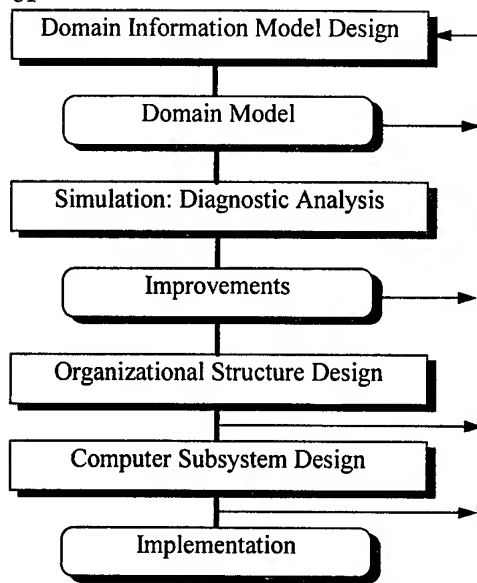 Domain Information Model Design
Domain Model
Simulation: Diagnostic Analysis
Improvements
Organizational Structure Design
Computer Subsystem Design
Implementation